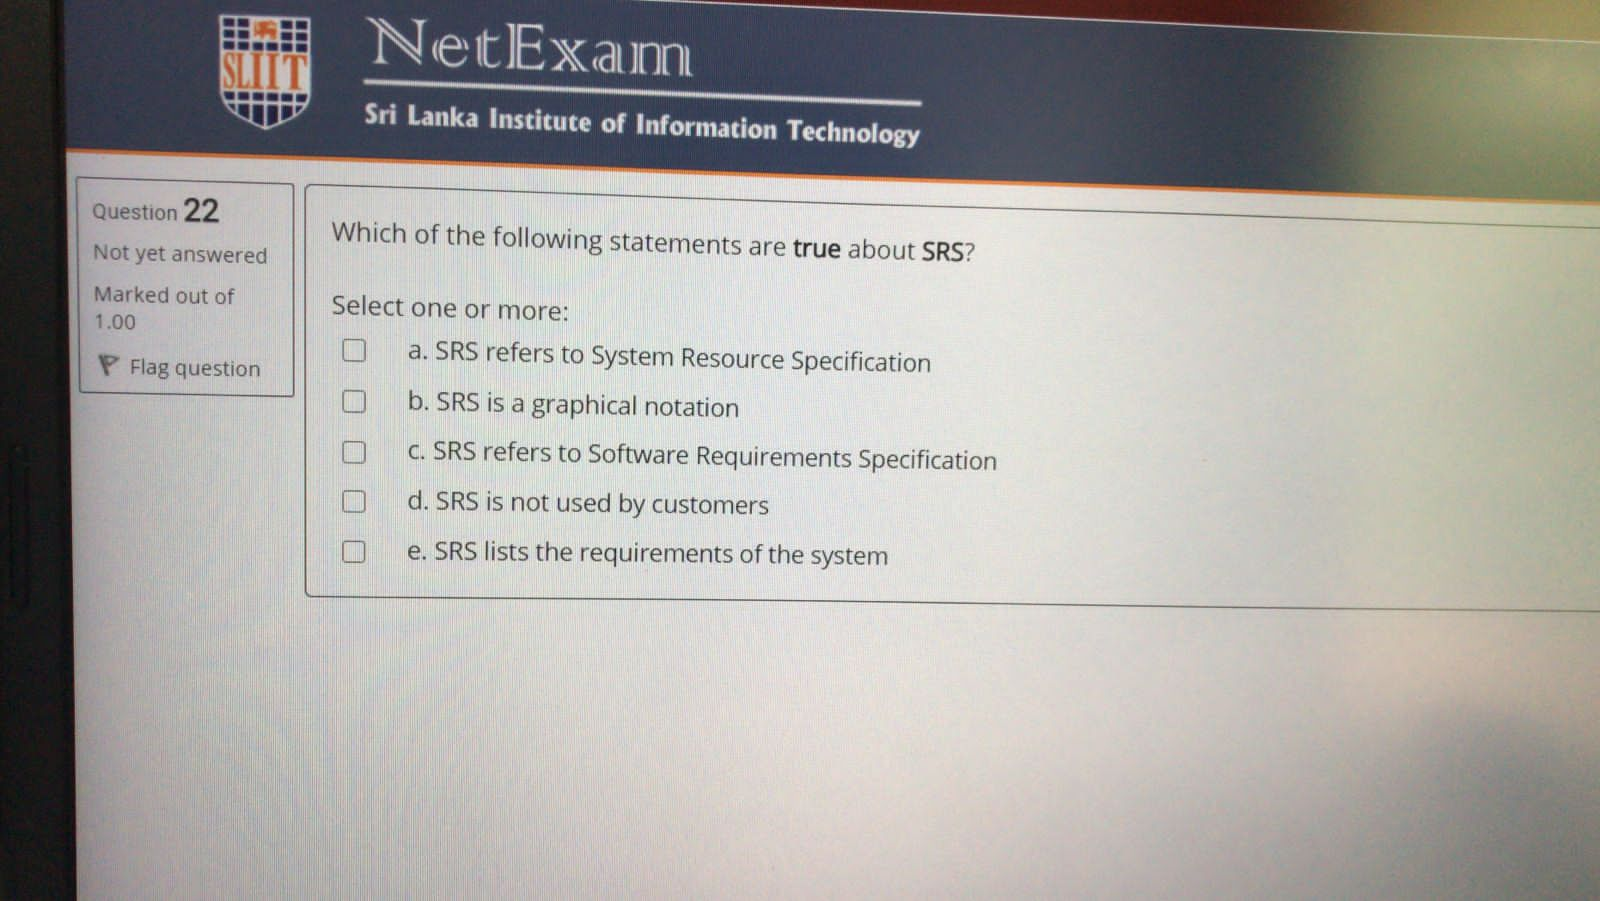 SLIIT
NetExam
Sri Lanka Institute of Information Technology
Question 22
Not yet answered
Marked out of
1.00
Flag question
Which of the following statements are true about SRS?
Select one or more:
a. SRS refers to System Resource Specification
b. SRS is a graphical notation
c. SRS refers to Software Requirements Specification
d. SRS is not used by customers
e. SRS lists the requirements of the system